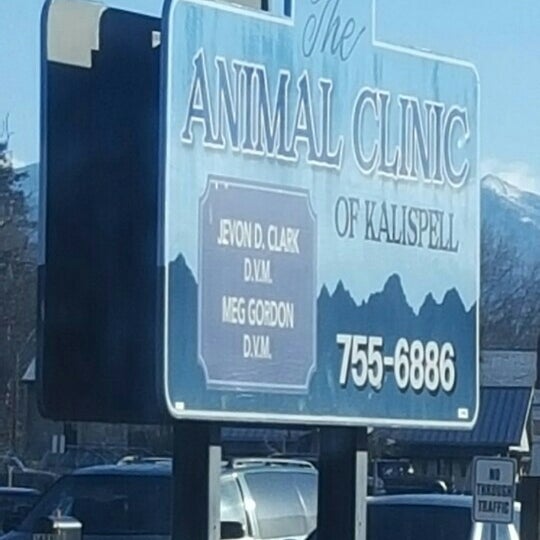 The
ANIMAL CLINIC
OF KALISPELL
JEVON D. CLARK
D.V.M.
MEG GORDON
D.V.M.
755-6886
NO
THROUGH
TRAFFIC